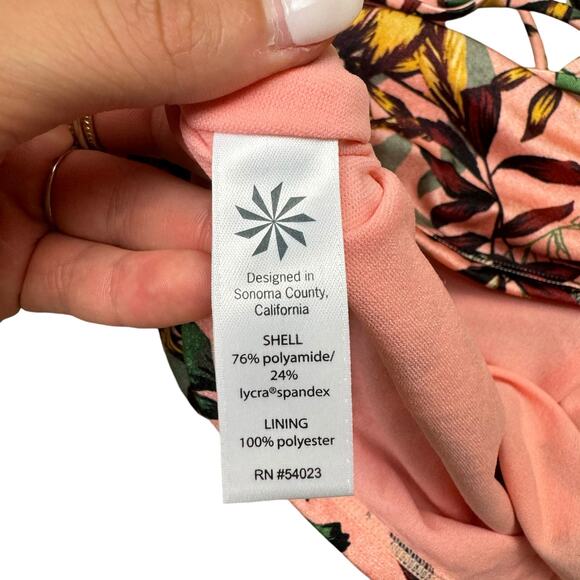 Designed in
Sonoma County,
California
SHELL
76% polyamide/
24%
lycra®spandex
LINING
100% polyester
RN #54023